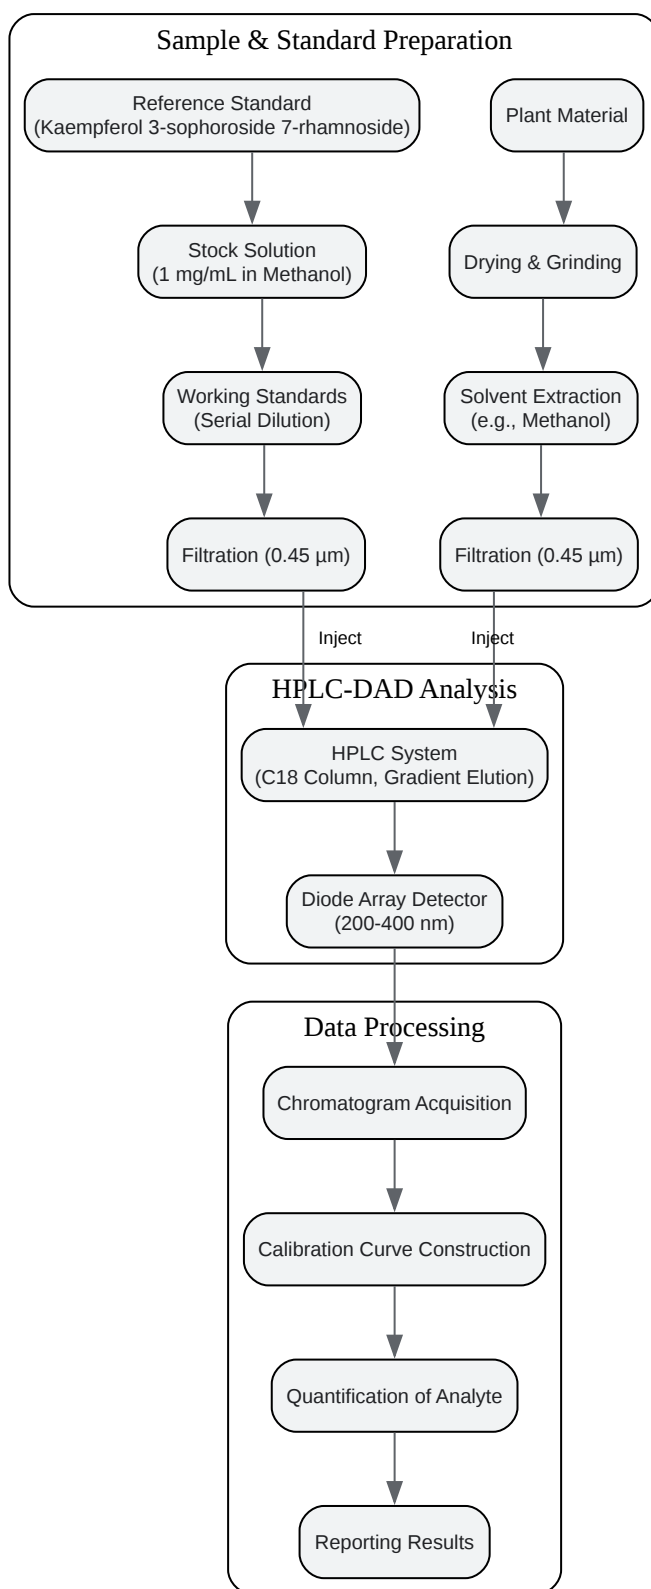 Sample & Standard Preparation
Reference Standard
(Kaempferol 3-sophoroside 7-rhamnoside)
Plant Material
Stock Solution
(1 mg/mL in Methanol)
Drying & Grinding
Working Standards
(Serial Dilution)
Solvent Extraction
(e.g., Methanol)
Filtration (0.45 µm)
Filtration (0.45 µm)
Inject
Inject
HPLC-DAD Analysis
HPLC System
(C18 Column, Gradient Elution)
Diode Array Detector
(200-400 nm)
Data Processing
Chromatogram Acquisition
Calibration Curve Construction
Quantification of Analyte
Reporting Results